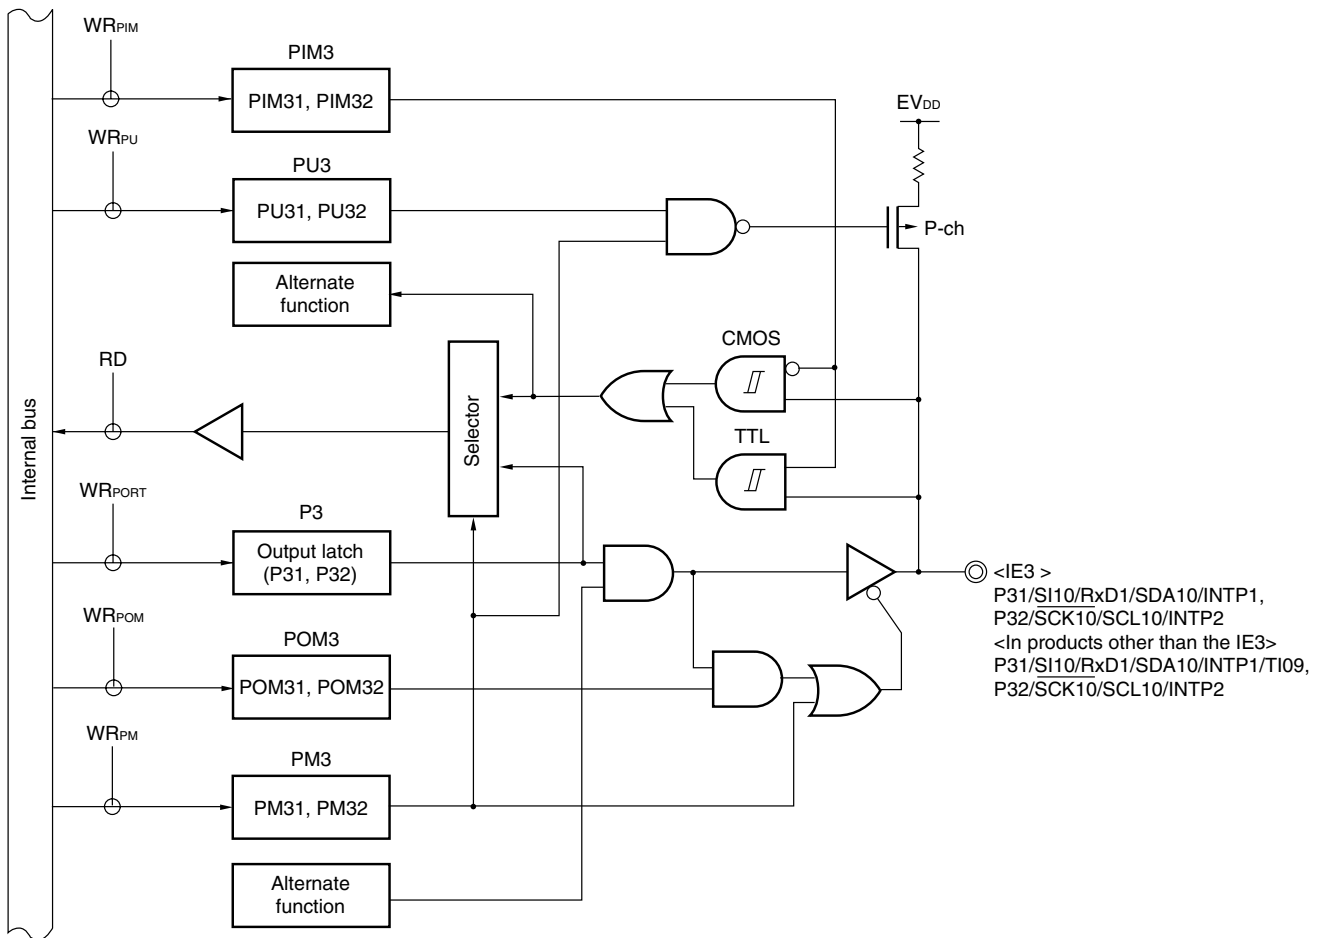 WRPIM
PIM3
PIM31, PIM32
EVDD
WRPU
PU3
PU31, PU32
P-ch
Alternate
function
CMOS
RD
Selector
TTL
Internal bus
WRPORT
P3
Output latch
(P31, P32)
<IE3 >
P31/SI10/RxD1/SDA10/INTP1,
P32/SCK10/SCL10/INTP2
<In products other than the IE3>
P31/SI10/RxD1/SDA10/INTP1/TI09,
P32/SCK10/SCL10/INTP2
WRPOM
POM3
POM31, POM32
WRPM
PM3
PM31, PM32
Alternate
function